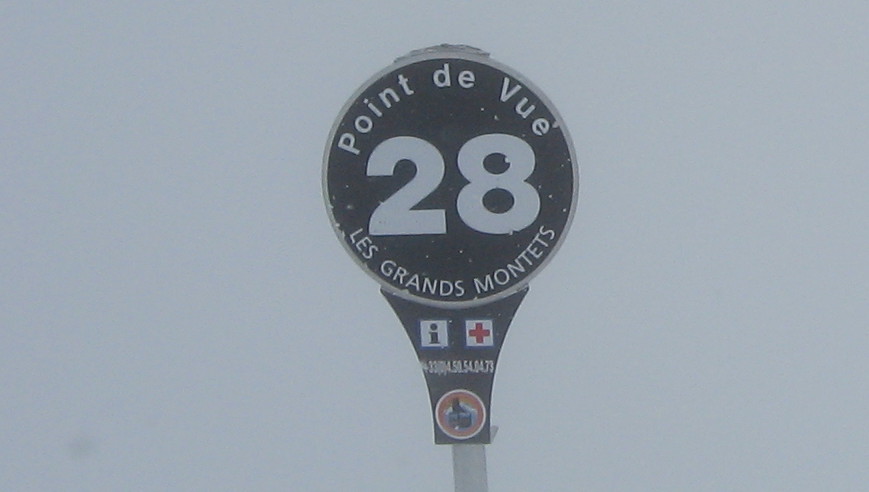 Point de Vue
28
LES GRANDS MONTETS
i
+33(0)4.50.54.04.73